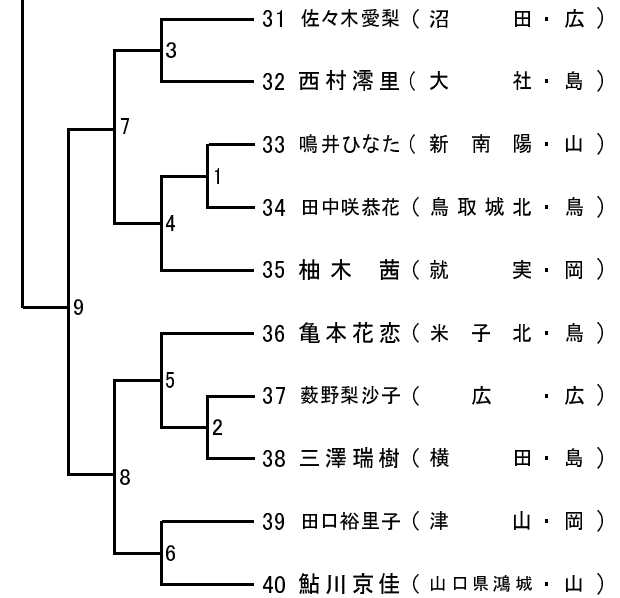 31 佐々木愛梨 （ 沼 田 ・ 広 ）
3
32 西村澪里 （ 大 社 ・ 島 ）
7
33 鳴井ひなた （ 新 南 陽 ・ 山 ）
1
34 田中咲恭花 （ 鳥取城北 ・ 鳥 ）
4
35 柚木 茜 （ 就 実 ・ 岡 ）
9
36 亀本花恋 （ 米 子 北 ・ 鳥 ）
5
37 薮野梨沙子 （ 広 ・ 広 ）
2
38 三澤瑞樹 （ 横 田 ・ 島 ）
8
39 田口裕里子 （ 津 山 ・ 岡 ）
6
40 鮎川京佳 （ 山口県鴻城 ・ 山 ）